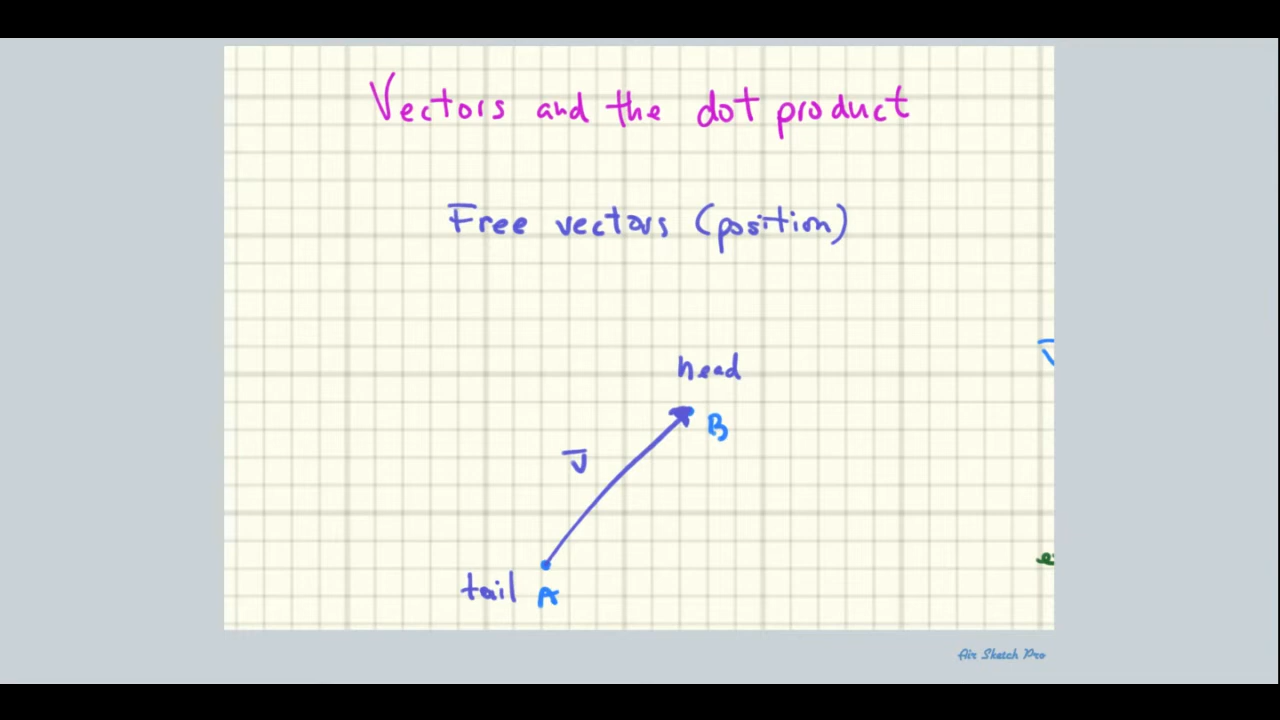 Vectors and the dot product
Free vectors (position)
head
B
v̅
tail A
Air Sketch Pro